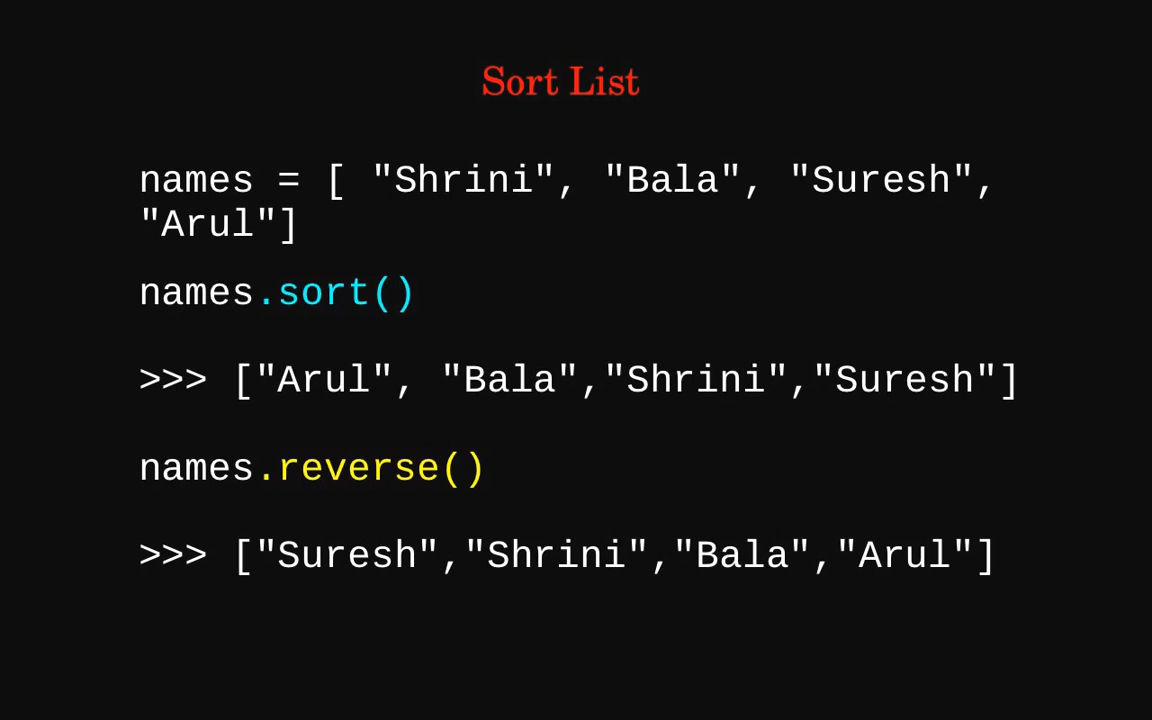 Sort List
names = [ "Shrini", "Bala", "Suresh",
"Arul"]
names.sort()
>>> ["Arul", "Bala","Shrini","Suresh"]
names.reverse()
>>> ["Suresh","Shrini","Bala","Arul"]